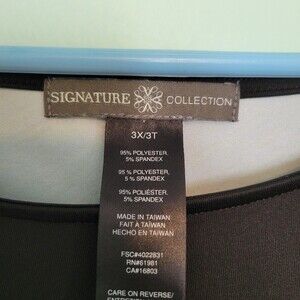 SIGNATURE COLLECTION
3X/3T
95% POLYESTER
5% SPANDEX
95% POLYESTER,
5% SPANDEX
95% POLIÉSTER,
5% SPANDEX
MADE IN TAIWAN
FAIT A TAIWAN
HECHO EN TAIWÁN
FSC#4022831
RN#61981
CA#16803
CARE ON REVERSE/